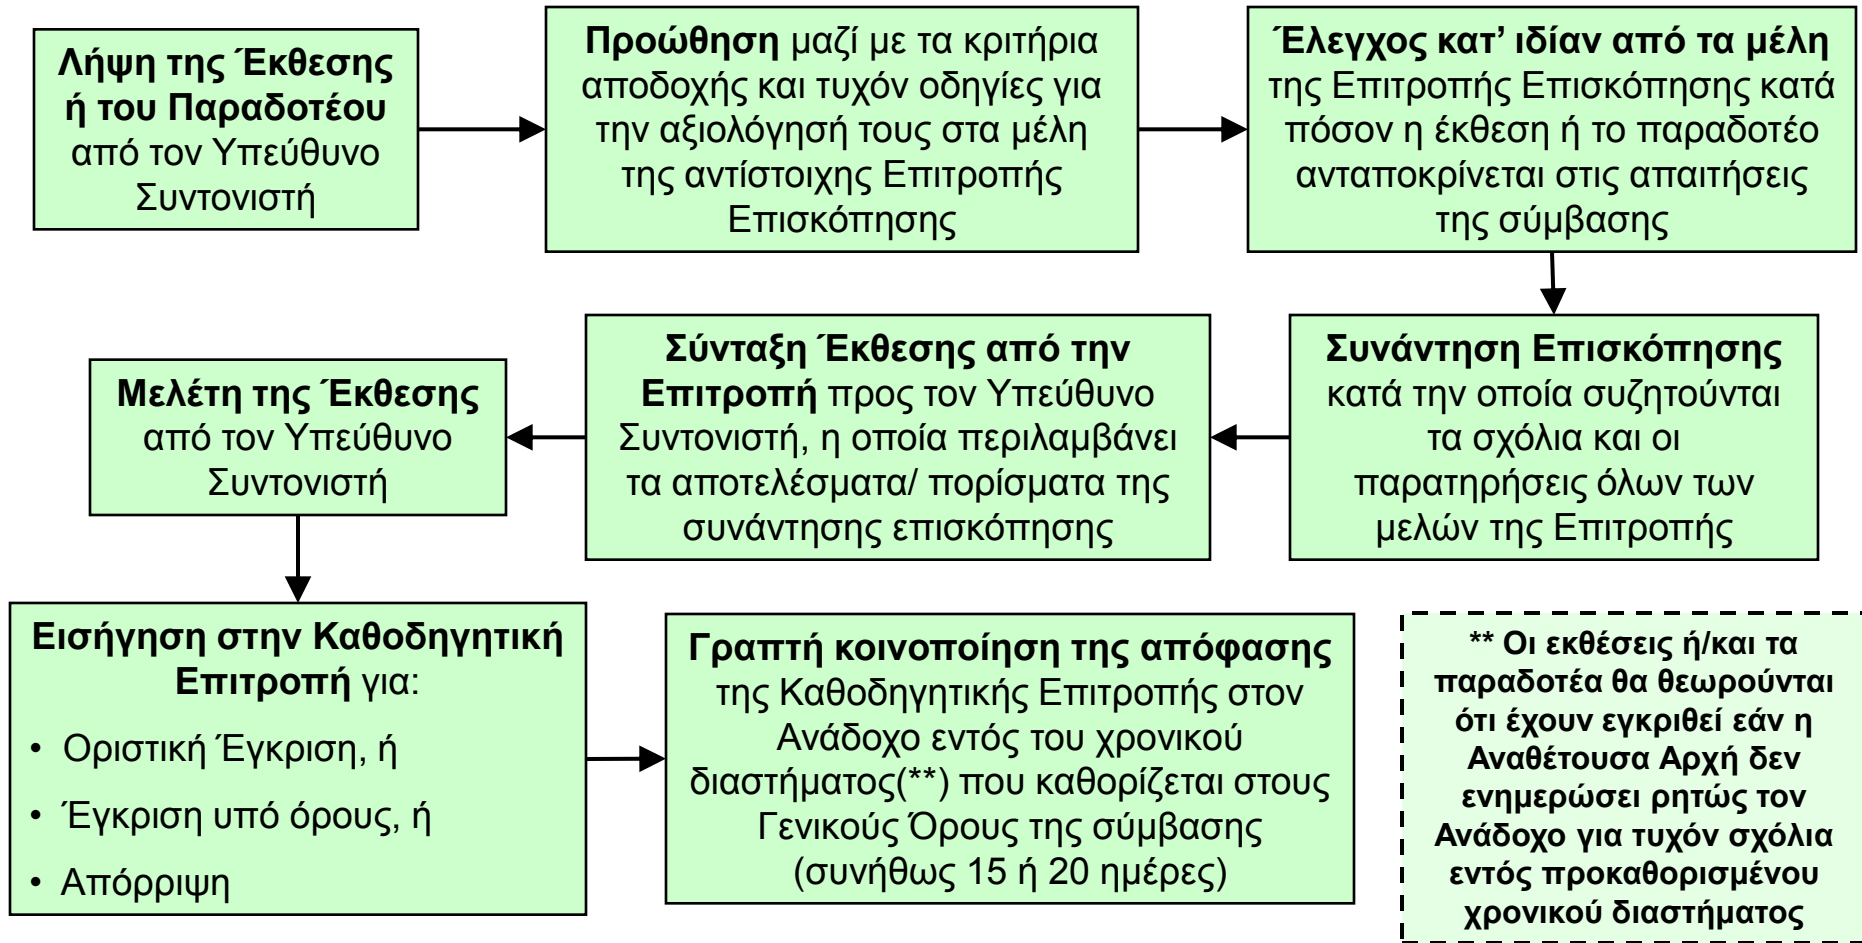 Λήψη της Έκθεσης
ή του Παραδοτέου
από τον Υπεύθυνο
Συντονιστή
Προώθηση μαζί με τα κριτήρια
αποδοχής και τυχόν οδηγίες για
την αξιολόγησή τους στα μέλη
της αντίστοιχης Επιτροπής
Επισκόπησης
Έλεγχος κατ’ ιδίαν από τα μέλη
της Επιτροπής Επισκόπησης κατά
πόσον η έκθεση ή το παραδοτέο
ανταποκρίνεται στις απαιτήσεις
της σύμβασης
Συνάντηση Επισκόπησης
κατά την οποία συζητούνται
τα σχόλια και οι
παρατηρήσεις όλων των
μελών της Επιτροπής
Σύνταξη Έκθεσης από την
Επιτροπή προς τον Υπεύθυνο
Συντονιστή, η οποία περιλαμβάνει
τα αποτελέσματα/ πορίσματα της
συνάντησης επισκόπησης
Μελέτη της Έκθεσης
από τον Υπεύθυνο
Συντονιστή
Εισήγηση στην Καθοδηγητική
Επιτροπή για:
• Οριστική Έγκριση, ή
• Έγκριση υπό όρους, ή
• Απόρριψη
Γραπτή κοινοποίηση της απόφασης
της Καθοδηγητικής Επιτροπής στον
Ανάδοχο εντός του χρονικού
διαστήματος(**) που καθορίζεται στους
Γενικούς Όρους της σύμβασης
(συνήθως 15 ή 20 ημέρες)
** Οι εκθέσεις ή/και τα
παραδοτέα θα θεωρούνται
ότι έχουν εγκριθεί εάν η
Αναθέτουσα Αρχή δεν
ενημερώσει ρητώς τον
Ανάδοχο για τυχόν σχόλια
εντός προκαθορισμένου
χρονικού διαστήματος